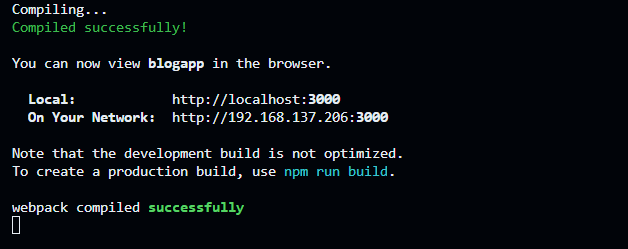 Compiling...
Compiled successfully!
You can now view blogapp in the browser.
Local: http://localhost:3000
On Your Network: http://192.168.137.206:3000
Note that the development build is not optimized.
To create a production build, use npm run build.
webpack compiled successfully